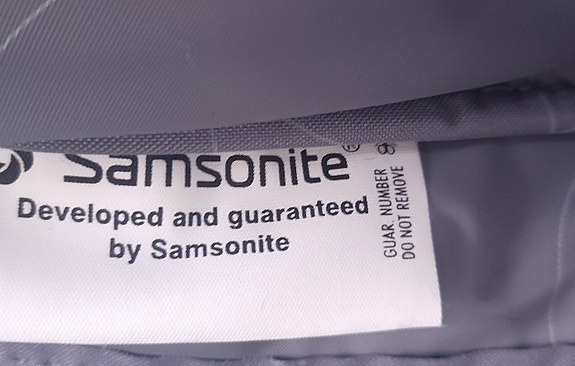 Samsonite
Developed and guaranteed
by Samsonite
GUAR. NUMBER
DO NOT REMOVE